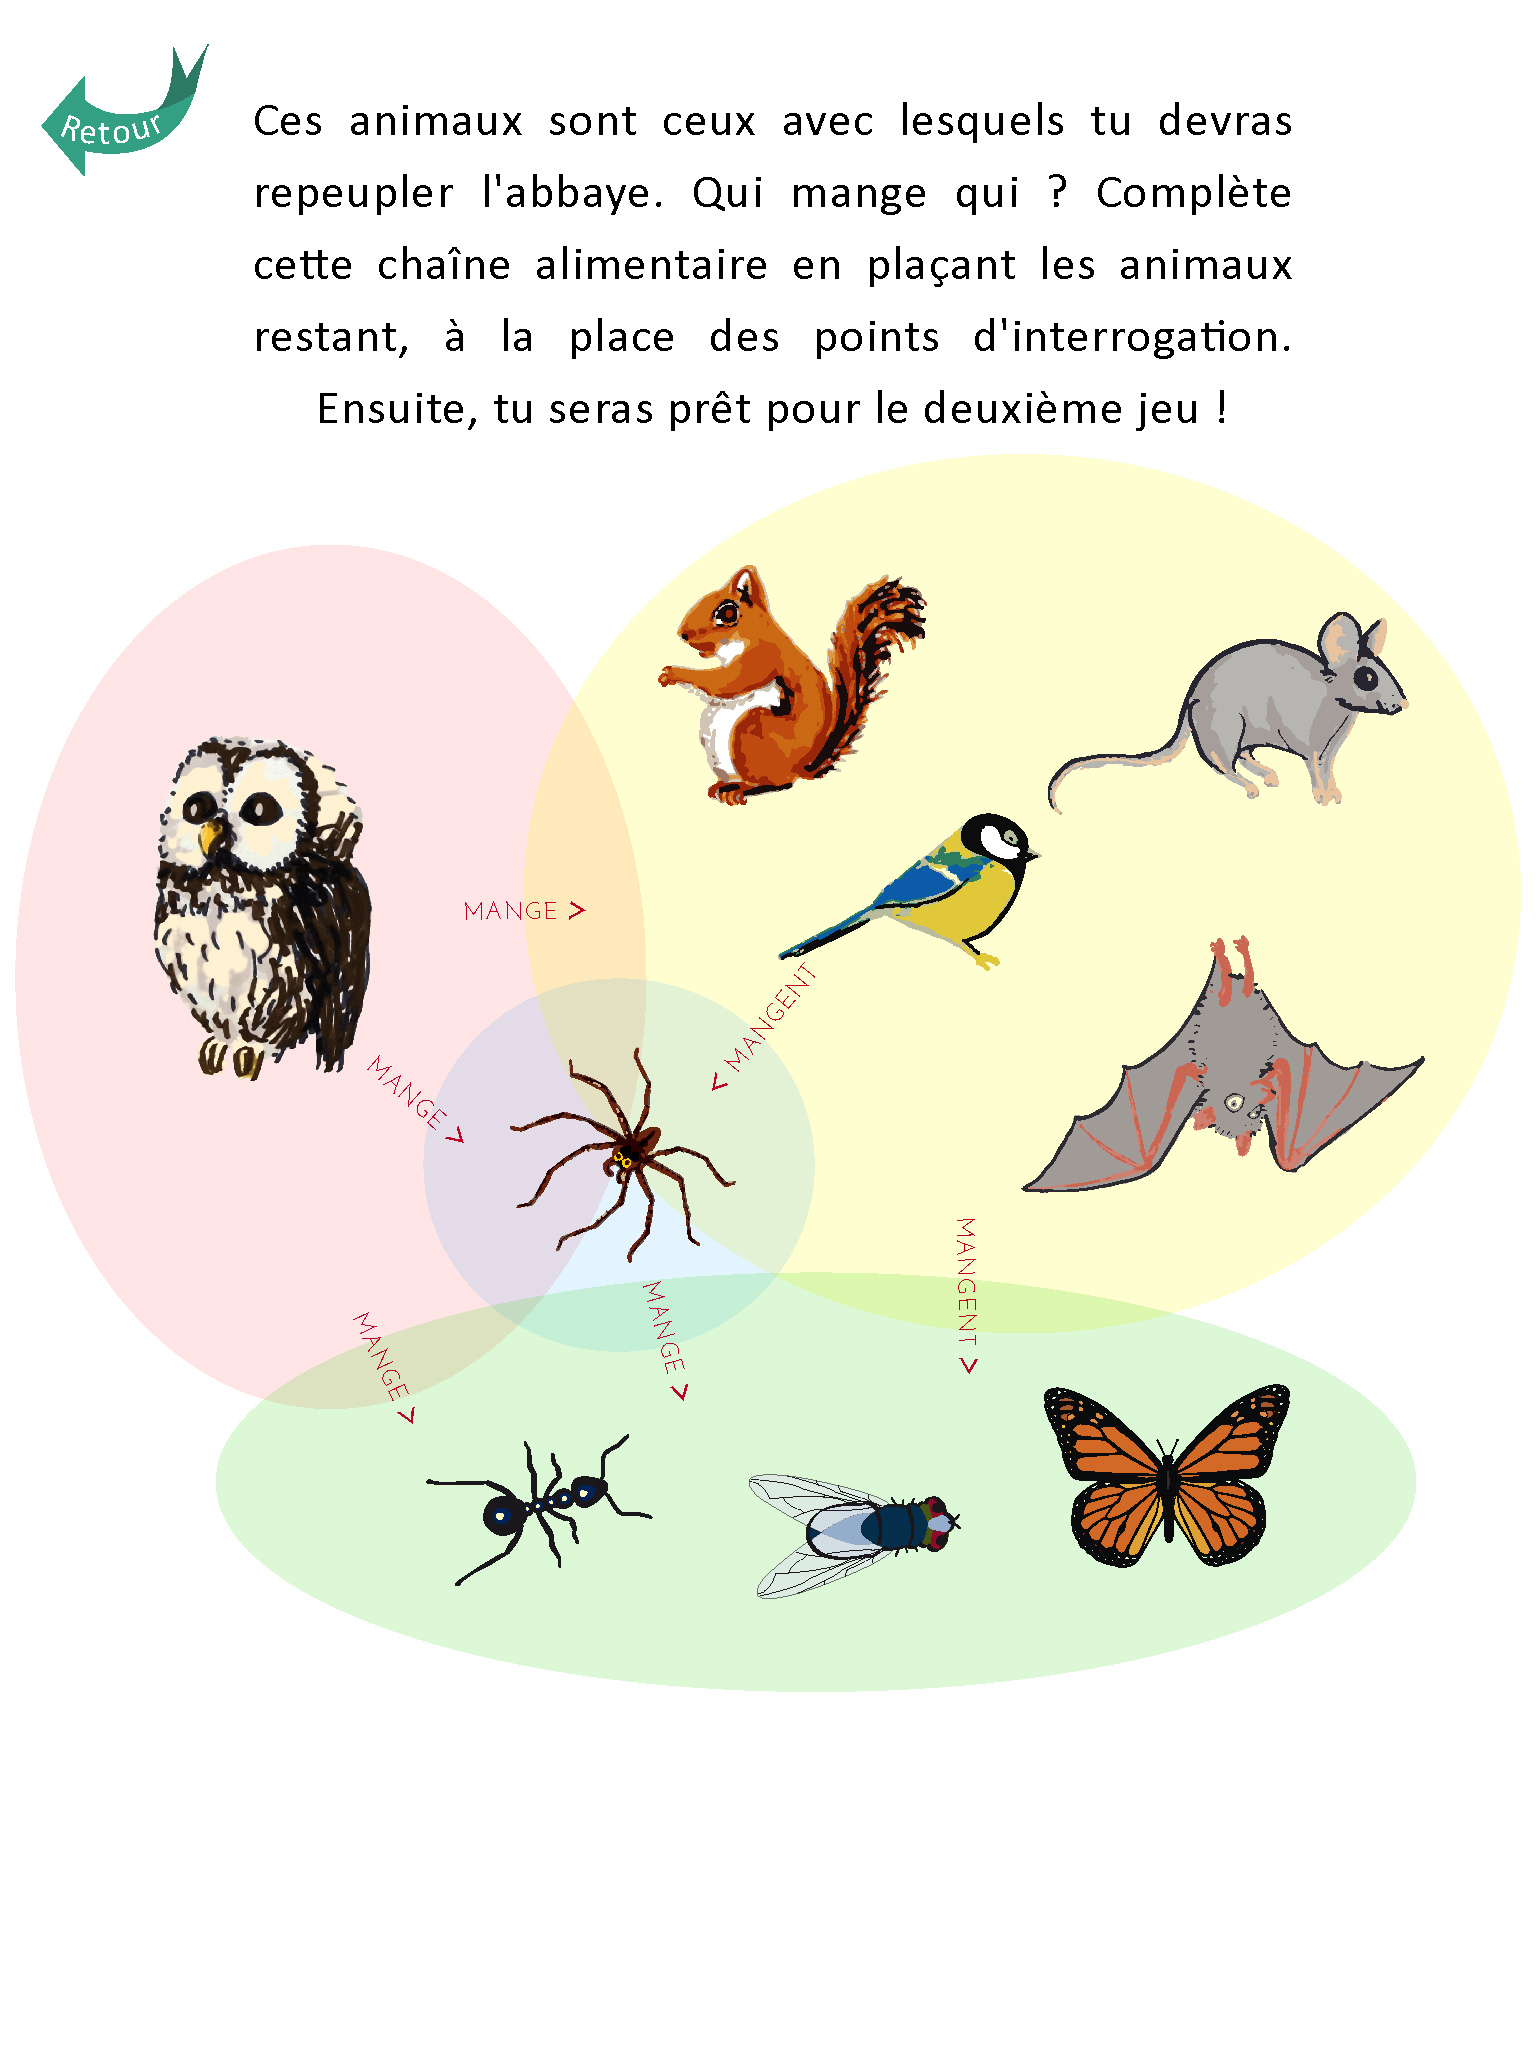 Retour
Ces animaux sont ceux avec lesquels tu devras
repeupler l'abbaye. Qui mange qui ? Complète
cette chaîne alimentaire en plaçant les animaux
restant, à la place des points d'interrogation.
Ensuite, tu seras prêt pour le deuxième jeu !
MANGE >
< MANGENT
MANGE >
MANGENT >
MANGE >
MANGE >